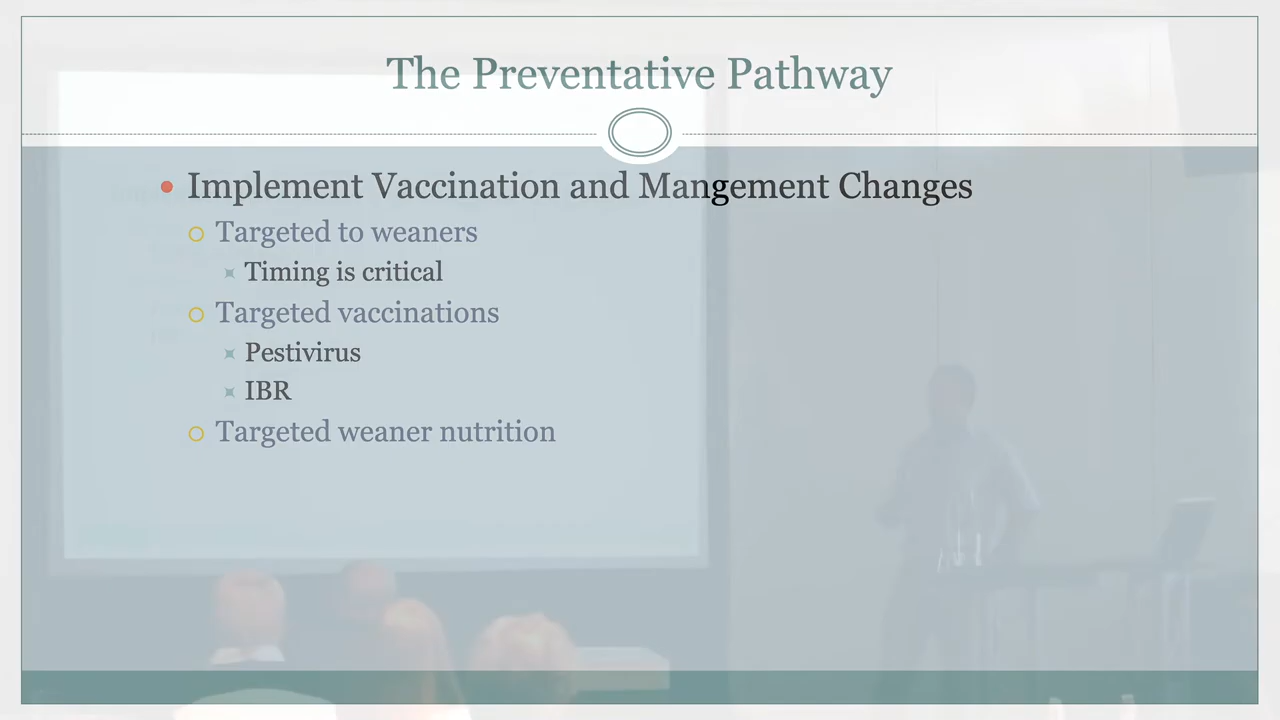 The Preventative Pathway
Implement Vaccination and Mangement Changes
Targeted to weaners
Timing is critical
Targeted vaccinations
Pestivirus
IBR
Targeted weaner nutrition